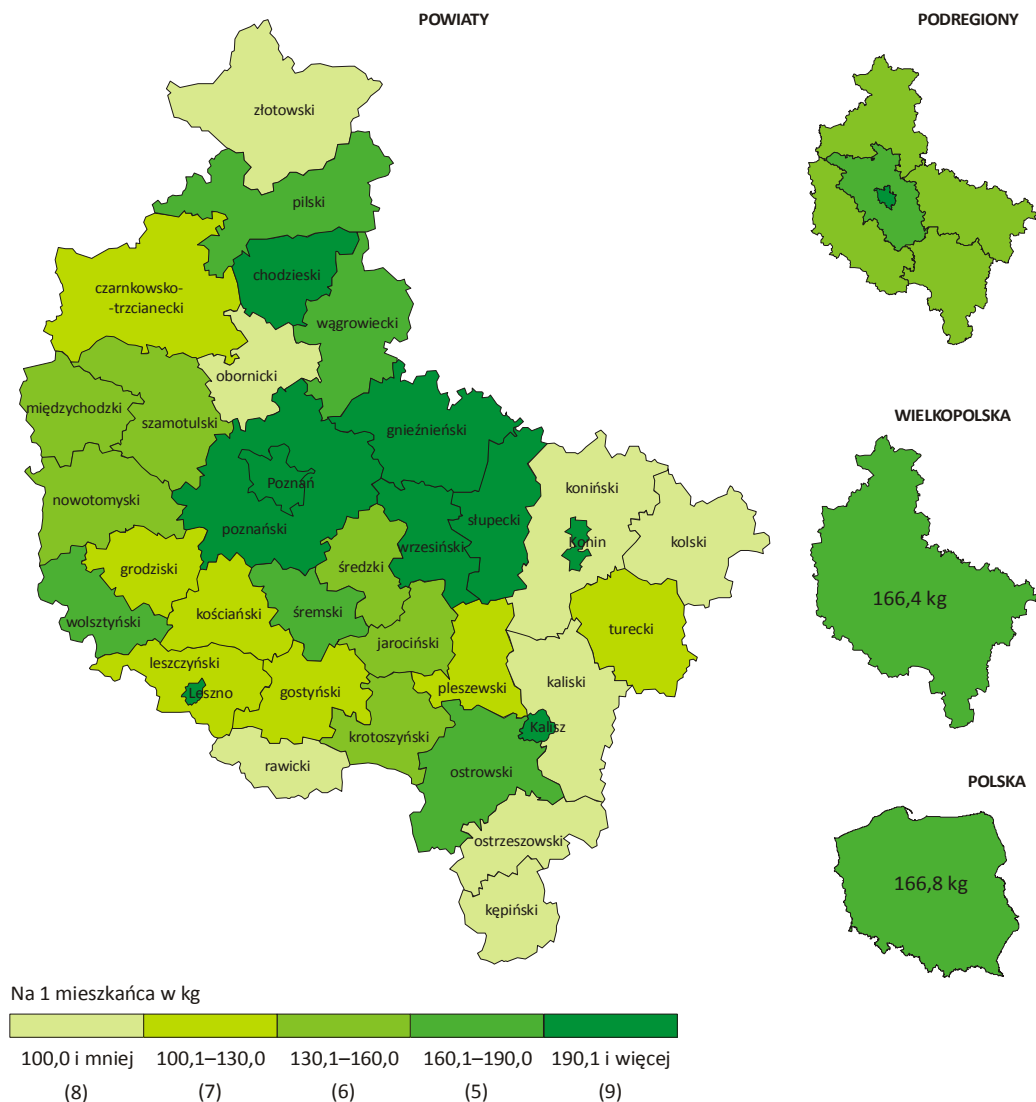 POWIATY
PODREGIONY
złotowski
pilski
chodzieski
czarnkowsko-
-trzcianecki
wągrowiecki
obornicki
międzychodzki
szamotulski
gnieźnieński
WIELKOPOLSKA
Poznań
nowotomyski
koniński
słupecki
poznański
wrzesiński
Konin
kolski
średzki
grodziski
166,4 kg
kościański
śremski
wolsztyński
turecki
jarociński
leszczyński
kaliski
Leszno
gostyński
pleszewski
Kalisz
krotoszyński
rawicki
ostrowski
POLSKA
ostrzeszowski
166,8 kg
kępiński
Na 1 mieszkańca w kg
100,0 i mniej 100,1–130,0 130,1–160,0 160,1–190,0 190,1 i więcej
(8) (7) (6) (5) (9)